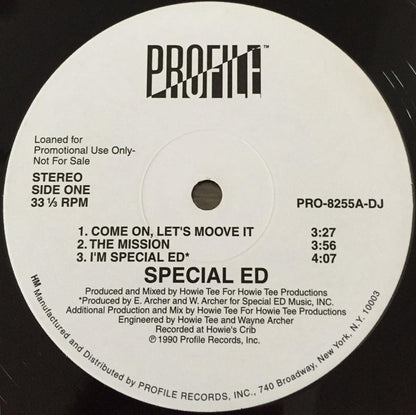 PROFILE™
Loaned for
Promotional Use Only-
Not For Sale
STEREO
SIDE ONE
33 ⅓ RPM
PRO-8255A-DJ
1. COME ON, LET'S MOOVE IT 3:27
2. THE MISSION 3:56
3. I'M SPECIAL ED* 4:07
SPECIAL ED
Produced and Mixed by Howie Tee For Howie Tee Productions
*Produced by E. Archer and W. Archer for Special ED Music, INC.
Additional Production and Mix by Howie Tee For Howie Tee Productions
Engineered by Howie Tee and Wayne Archer
Recorded at Howie's Crib
℗ 1990 Profile Records, Inc.
HM Manufactured and Distributed by PROFILE RECORDS, INC., 740 Broadway, New York, N.Y. 10003